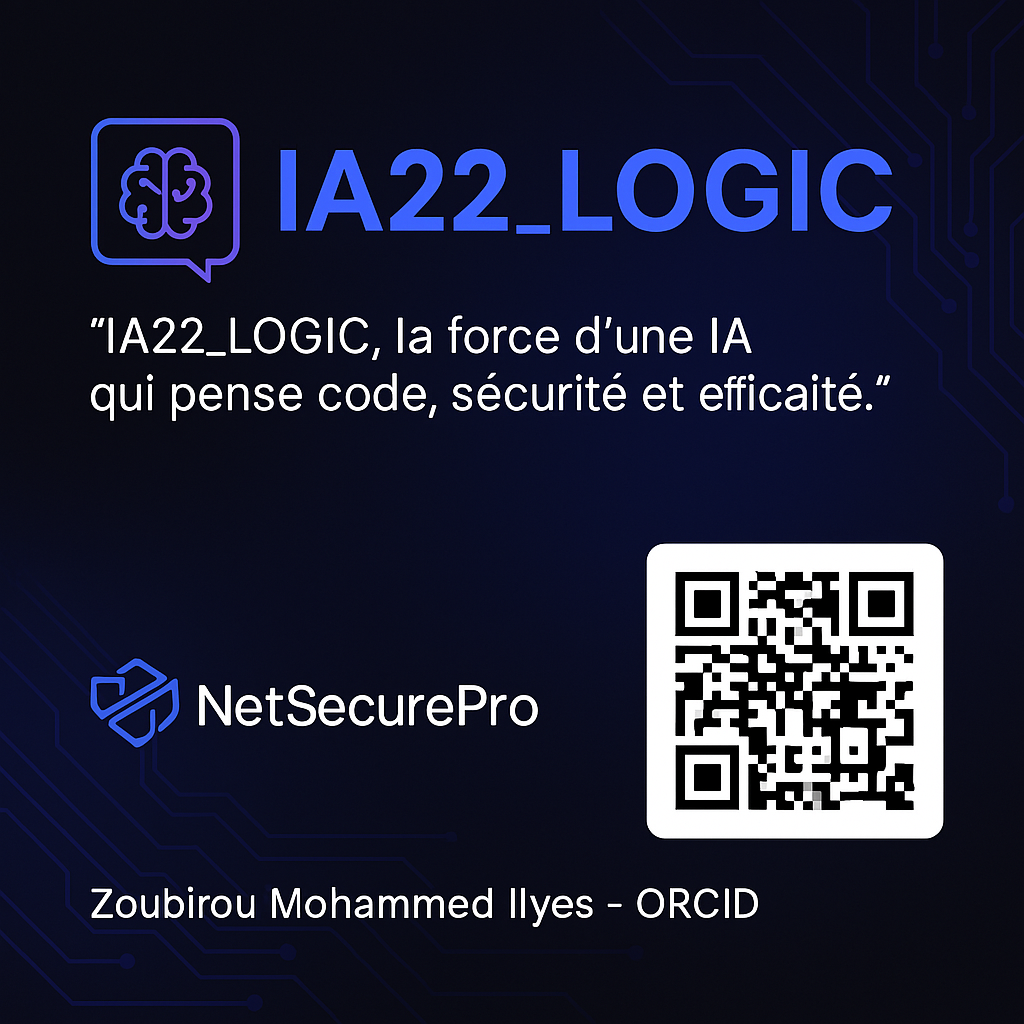 IA22_LOGIC
"IA22_LOGIC, la force d'une IA
qui pense code, sécurité et efficaité."
NetSecurePro
Zoubirou Mohammed Ilyes - ORCID